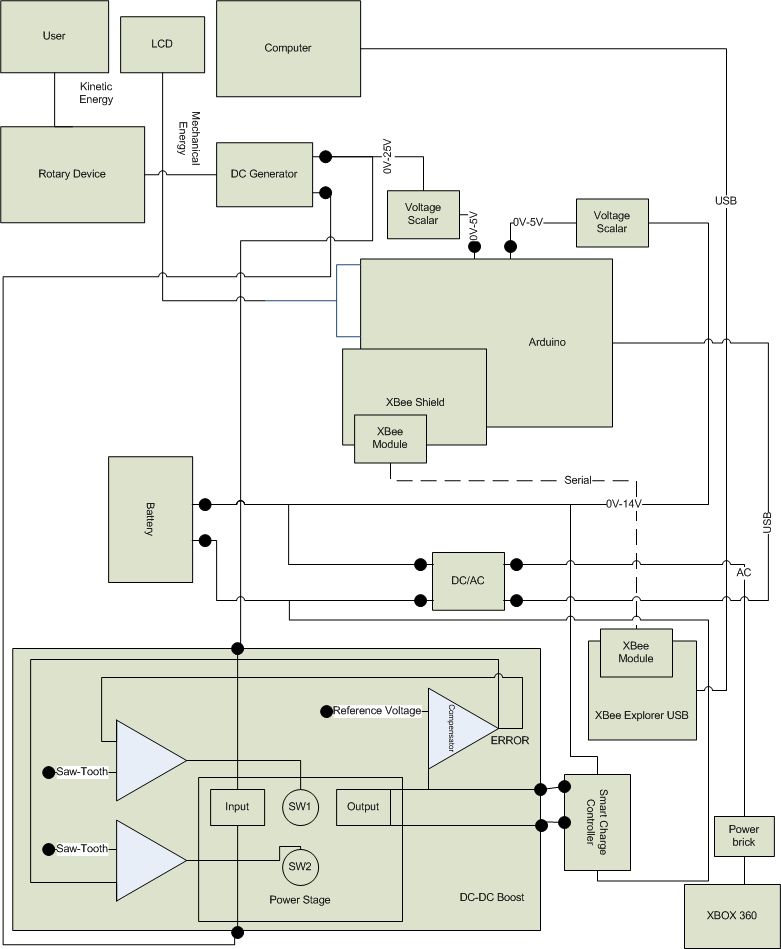 User
LCD
Computer
Kinetic
Energy
Mechanical
Energy
Rotary Device
DC Generator
0V-25V
Voltage
Scalar
0V-5V
0V-5V
Voltage
Scalar
USB
Arduino
XBee Shield
XBee
Module
Serial
Battery
0V-14V
USB
DC/AC
AC
XBee
Module
XBee Explorer USB
Reference Voltage
Compensator
ERROR
Saw-Tooth
Input
SW1
Output
Smart Charge
Controller
Saw-Tooth
SW2
Power Stage
DC-DC Boost
Power
brick
XBOX 360